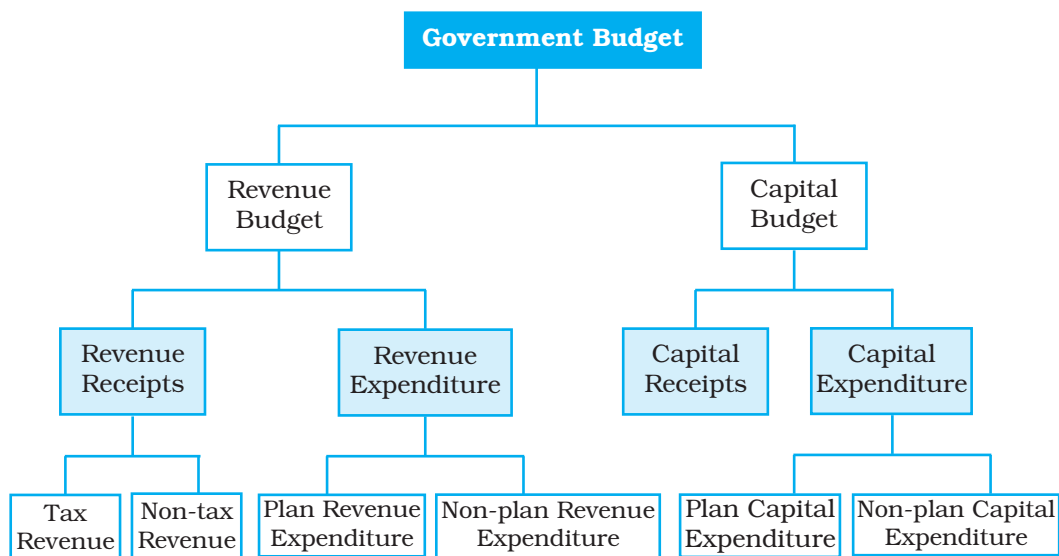 Government Budget
Revenue
Budget
Capital
Budget
Revenue
Receipts
Revenue
Expenditure
Capital
Receipts
Capital
Expenditure
Tax
Revenue
Non-tax
Revenue
Plan Revenue
Expenditure
Non-plan Revenue
Expenditure
Plan Capital
Expenditure
Non-plan Capital
Expenditure